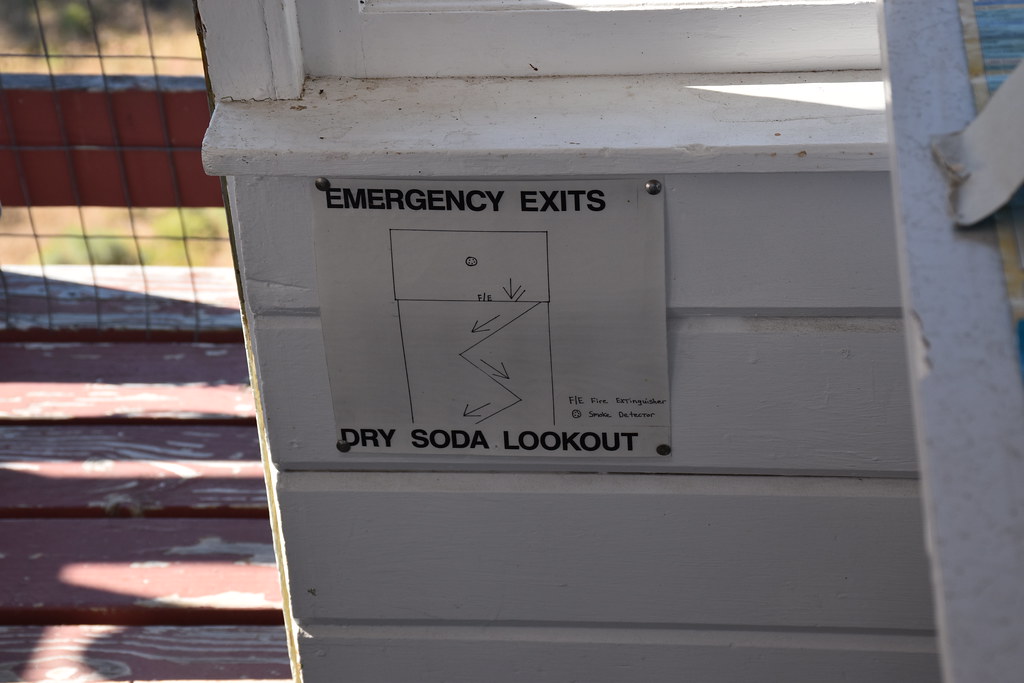 EMERGENCY EXITS
F/E
F/E Fire Extinguisher
Smoke Detector
DRY SODA LOOKOUT